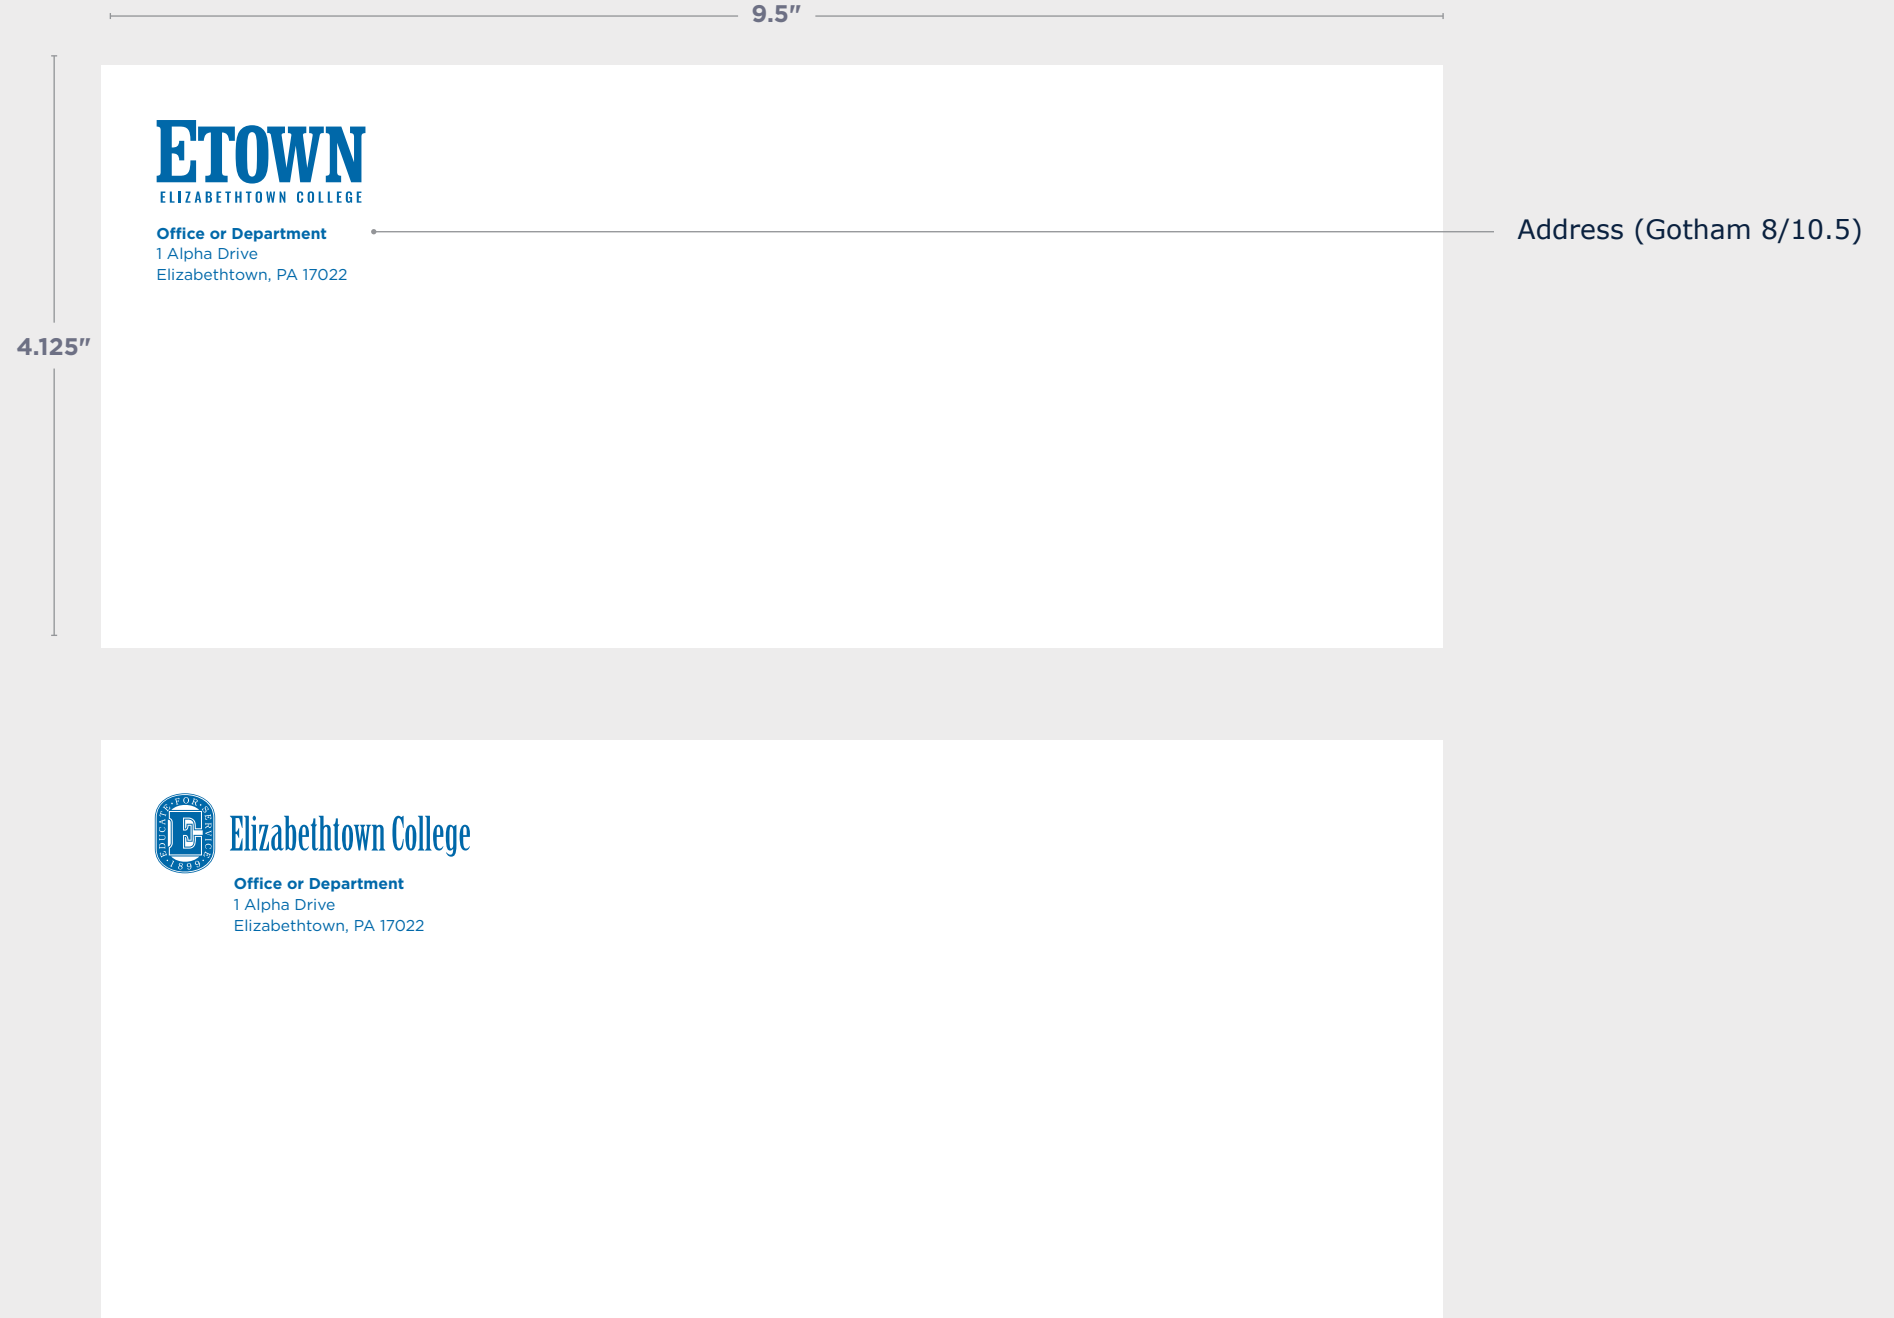 9.5"
ETOWN
ELIZABETHTOWN COLLEGE
Office or Department
1 Alpha Drive
Elizabethtown, PA 17022
Address (Gotham 8/10.5)
4.125"
EDUCATE·FOR·SERVICE
·1899·
E
Elizabethtown College
Office or Department
1 Alpha Drive
Elizabethtown, PA 17022